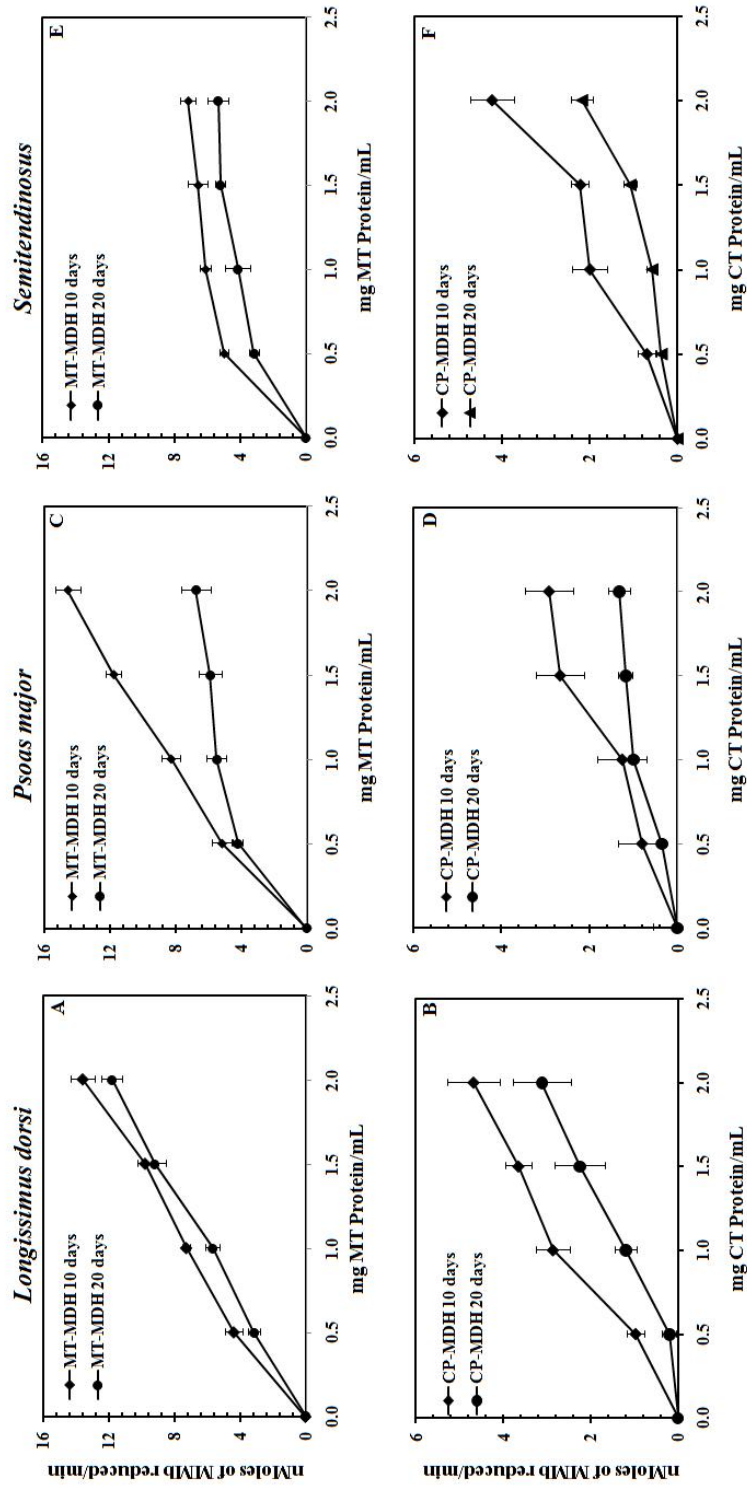 Longissimus dorsi
Psoas major
Semitendinosus
A
MT-MDH 10 days
MT-MDH 20 days
nMoles of MMb reduced/min
16
12
8
4
0
0.0 0.5 1.0 1.5 2.0 2.5
mg MT Protein/mL
C
MT-MDH 10 days
MT-MDH 20 days
16
12
8
4
0
0.0 0.5 1.0 1.5 2.0 2.5
mg MT Protein/mL
E
MT-MDH 10 days
MT-MDH 20 days
16
12
8
4
0
0.0 0.5 1.0 1.5 2.0 2.5
mg MT Protein/mL
B
CP-MDH 10 days
CP-MDH 20 days
nMoles of MMb reduced/min
6
4
2
0
0.0 0.5 1.0 1.5 2.0 2.5
mg CT Protein/mL
D
CP-MDH 10 days
CP-MDH 20 days
6
4
2
0
0.0 0.5 1.0 1.5 2.0 2.5
mg CT Protein/mL
F
CP-MDH 10 days
CP-MDH 20 days
6
4
2
0
0.0 0.5 1.0 1.5 2.0 2.5
mg CT Protein/mL